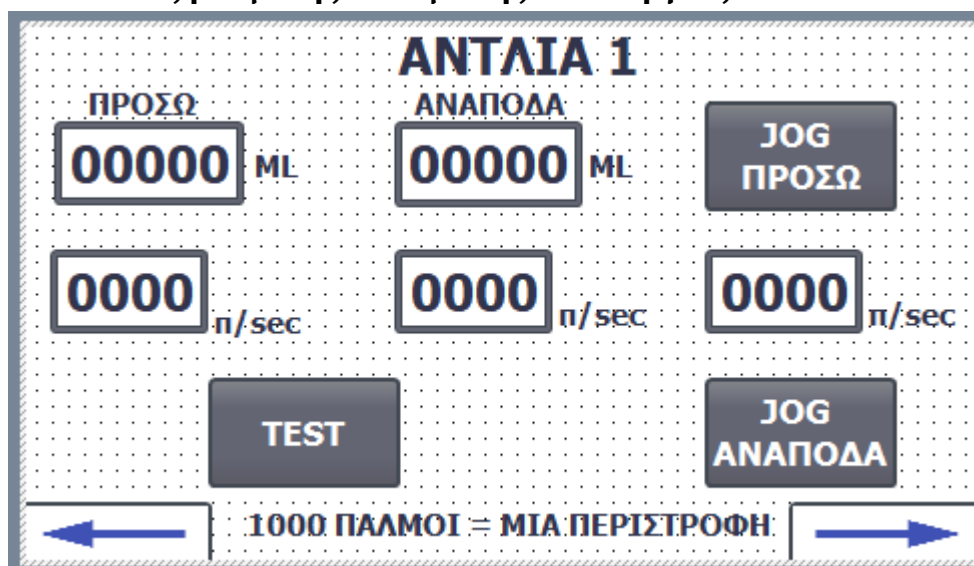 ΑΝΤΛΙΑ 1
ΠΡΟΣΩ
ΑΝΑΠΟΔΑ
00000 ML
00000 ML
JOG
ΠΡΟΣΩ
0000 π/sec
0000 π/sec
0000 π/sec
TEST
JOG
ΑΝΑΠΟΔΑ
1000 ΠΑΛΜΟΙ = ΜΙΑ ΠΕΡΙΣΤΡΟΦΗ